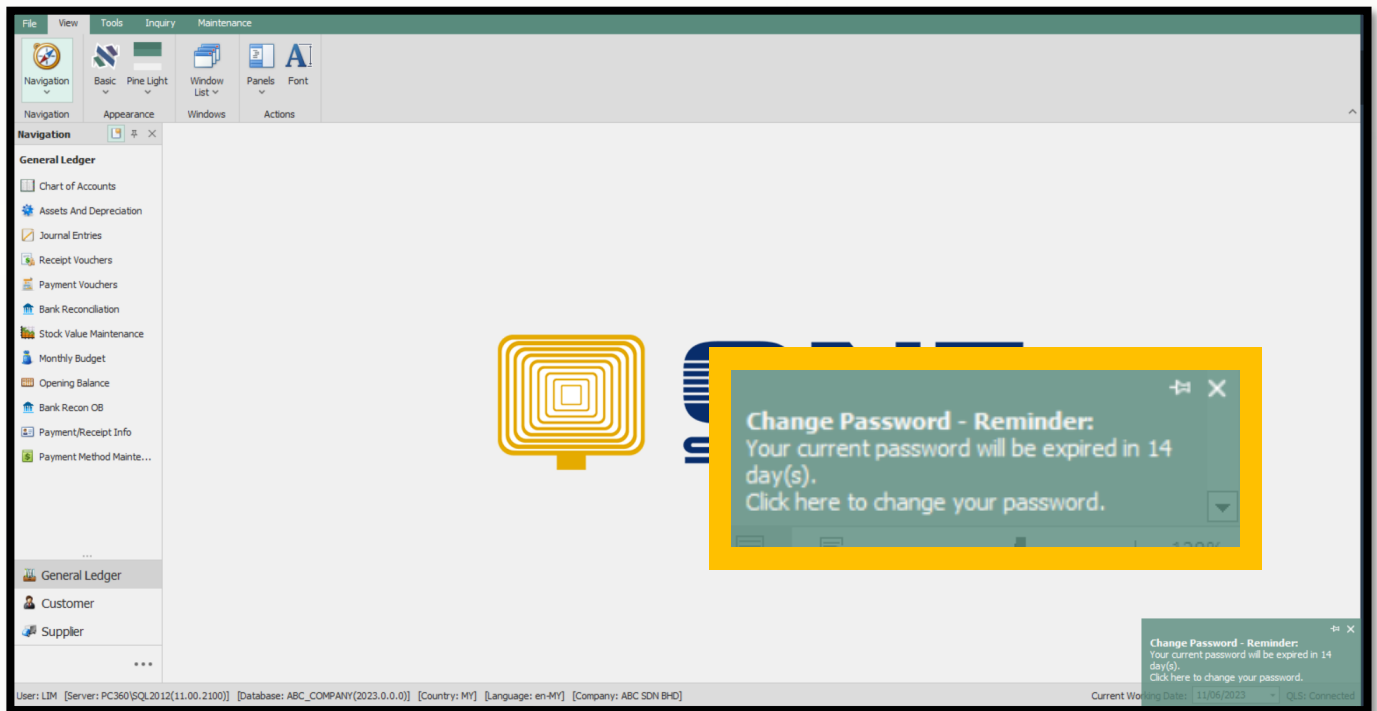 File View Tools Inquiry Maintenance
Navigation
Basic
Pine Light
Window
List
Panels
Font
Navigation Appearance Windows Actions
Navigation
General Ledger
Chart of Accounts
Assets And Depreciation
Journal Entries
Receipt Vouchers
Payment Vouchers
Bank Reconciliation
Stock Value Maintenance
Monthly Budget
Opening Balance
Bank Recon OB
Payment/Receipt Info
Payment Method Mainte...
...
General Ledger
Customer
Supplier
...
Change Password - Reminder:
Your current password will be expired in 14
day(s).
Click here to change your password.
Change Password - Reminder:
Your current password will be expired in 14
day(s).
Click here to change your password.
User: LIM [Server: PC360\SQL2012(11.00.2100)] [Database: ABC_COMPANY(2023.0.0.0)] [Country: MY] [Language: en-MY] [Company: ABC SDN BHD]
Current Working Date: 11/06/2023 QLS: Connected